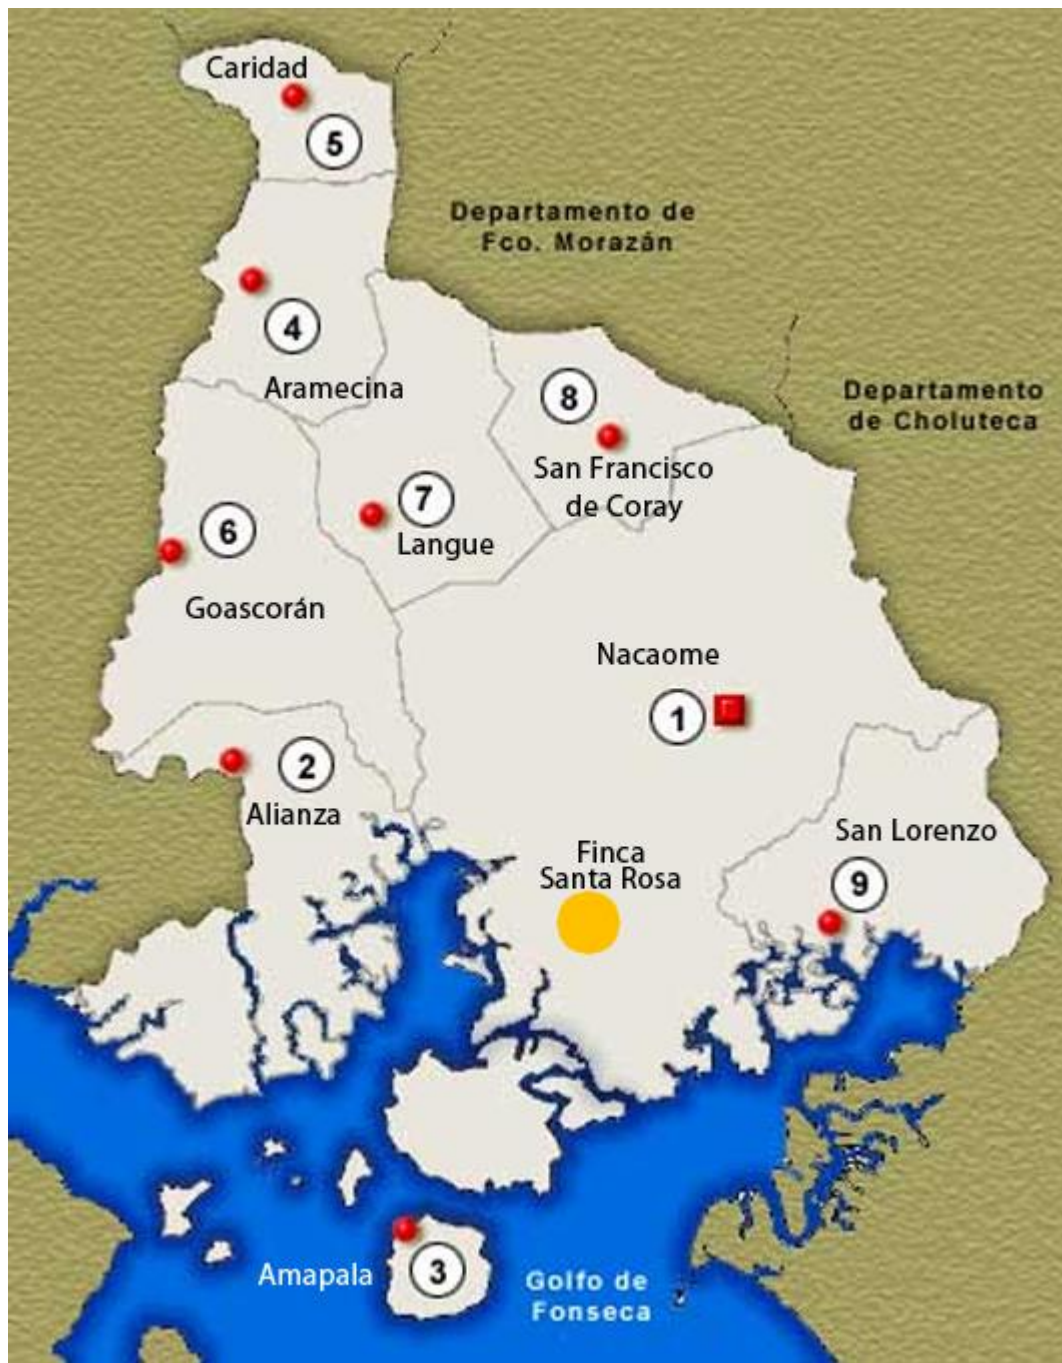 Caridad
5
Departamento de
Fco. Morazán
4
Aramecina
8
Departamento
de Choluteca
San Francisco
de Coray
7
Langue
6
Goascorán
Nacaome
1
2
Alianza
San Lorenzo
Finca
Santa Rosa
9
Amapala
3
Golfo de
Fonseca